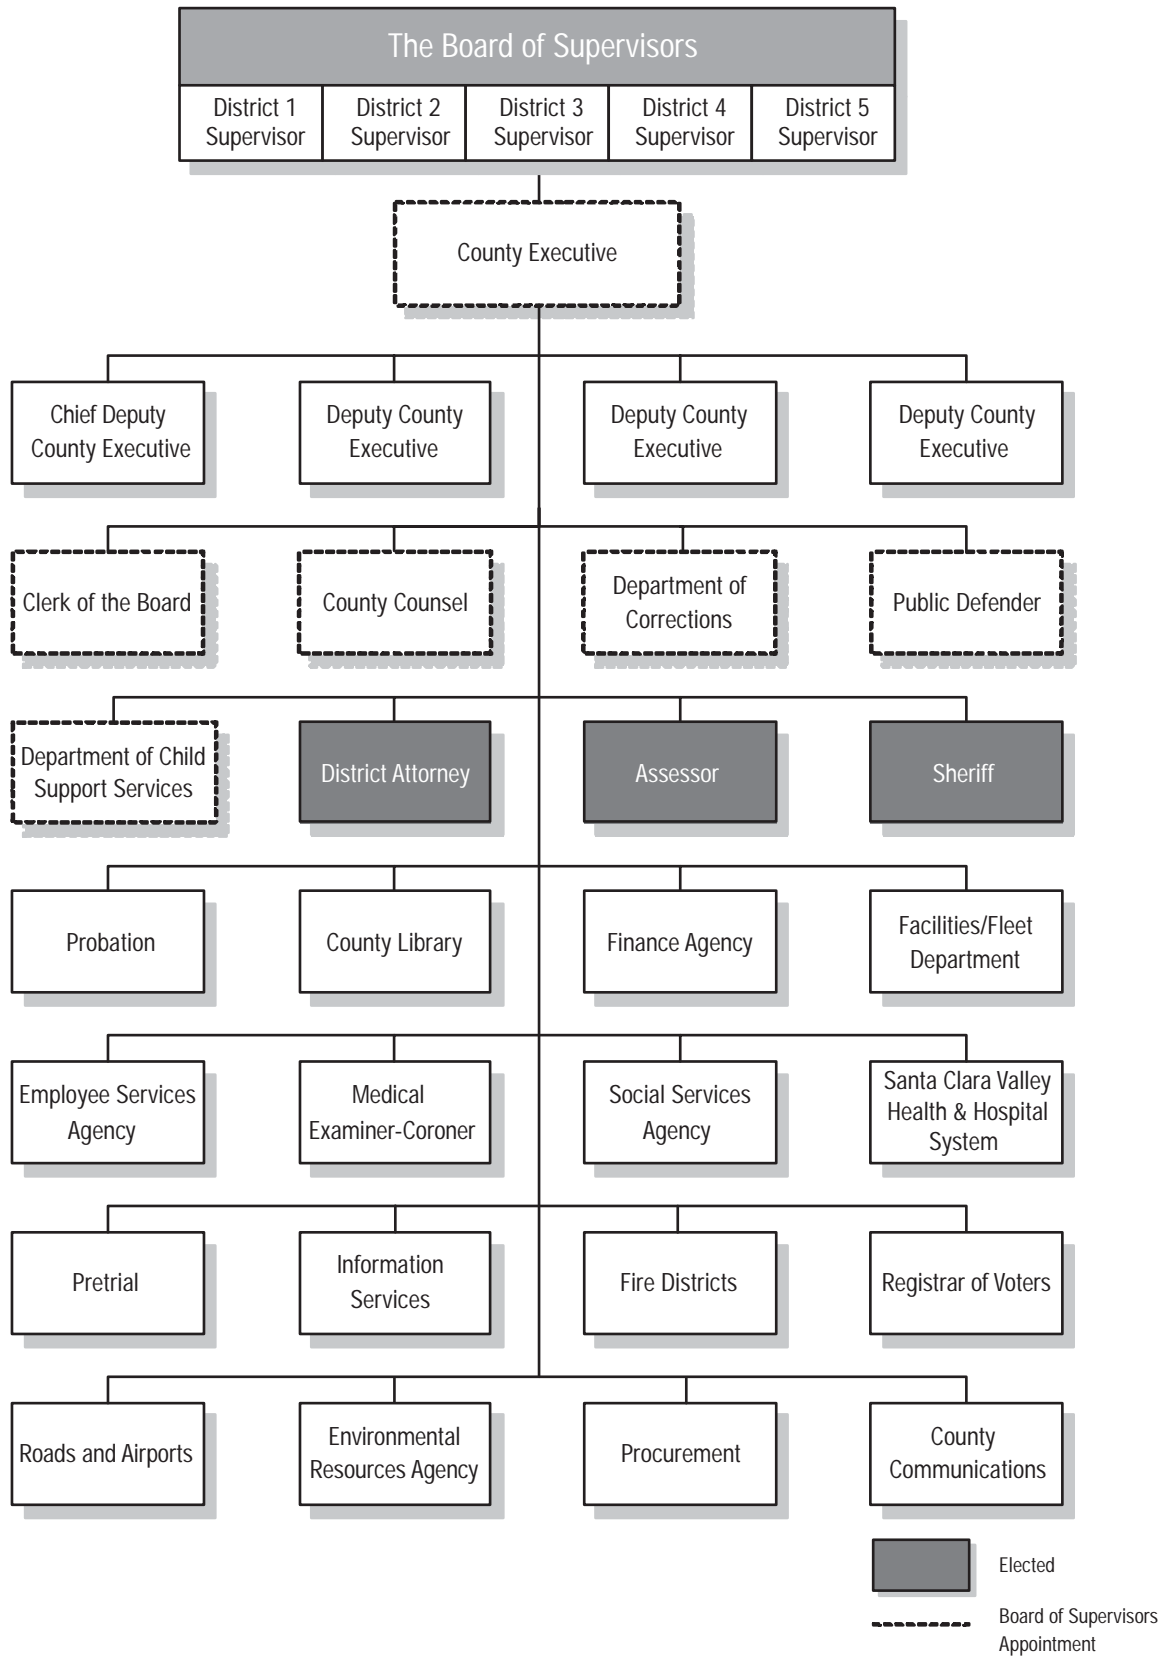 The Board of Supervisors
District 1
Supervisor
District 2
Supervisor
District 3
Supervisor
District 4
Supervisor
District 5
Supervisor
County Executive
Chief Deputy
County Executive
Deputy County
Executive
Deputy County
Executive
Deputy County
Executive
Clerk of the Board
County Counsel
Department of
Corrections
Public Defender
Department of Child
Support Services
District Attorney
Assessor
Sheriff
Probation
County Library
Finance Agency
Facilities/Fleet
Department
Employee Services
Agency
Medical
Examiner-Coroner
Social Services
Agency
Santa Clara Valley
Health & Hospital
System
Pretrial
Information
Services
Fire Districts
Registrar of Voters
Roads and Airports
Environmental
Resources Agency
Procurement
County
Communications
Elected
Board of Supervisors
Appointment